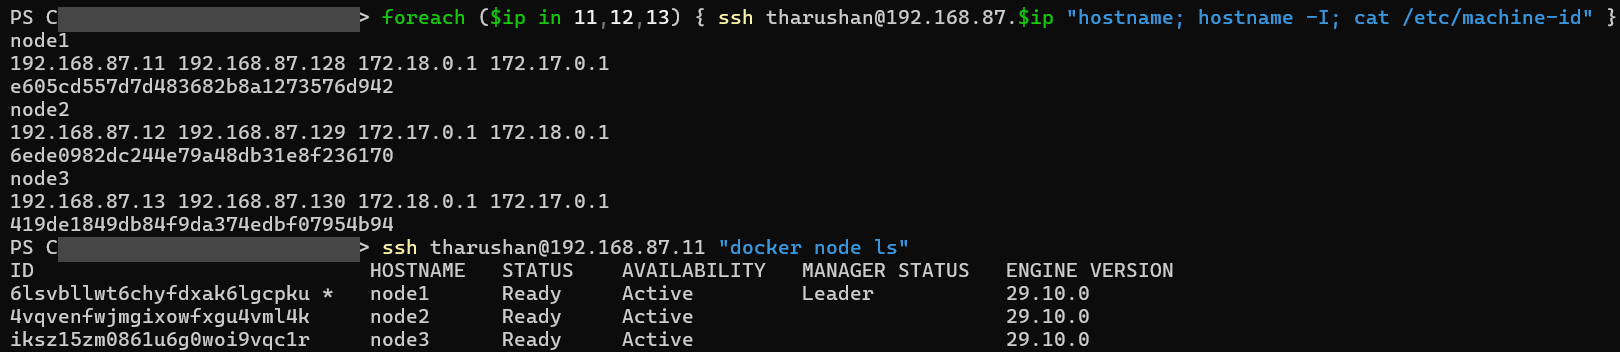 PS C > foreach ($ip in 11,12,13) { ssh tharushan@192.168.87.$ip "hostname; hostname -I; cat /etc/machine-id" }
node1
192.168.87.11 192.168.87.128 172.18.0.1 172.17.0.1
e605cd557d7d483682b8a1273576d942
node2
192.168.87.12 192.168.87.129 172.17.0.1 172.18.0.1
6ede0982dc244e79a48db31e8f236170
node3
192.168.87.13 192.168.87.130 172.18.0.1 172.17.0.1
419de1849db84f9da374edbf07954b94
PS C > ssh tharushan@192.168.87.11 "docker node ls"
ID HOSTNAME STATUS AVAILABILITY MANAGER STATUS ENGINE VERSION
6lsvbllwt6chyfdxak6lgcpku * node1 Ready Active Leader 29.10.0
4vqvenfwjmgixowfxgu4vml4k node2 Ready Active 29.10.0
iksz15zm0861u6g0woi9vqc1r node3 Ready Active 29.10.0